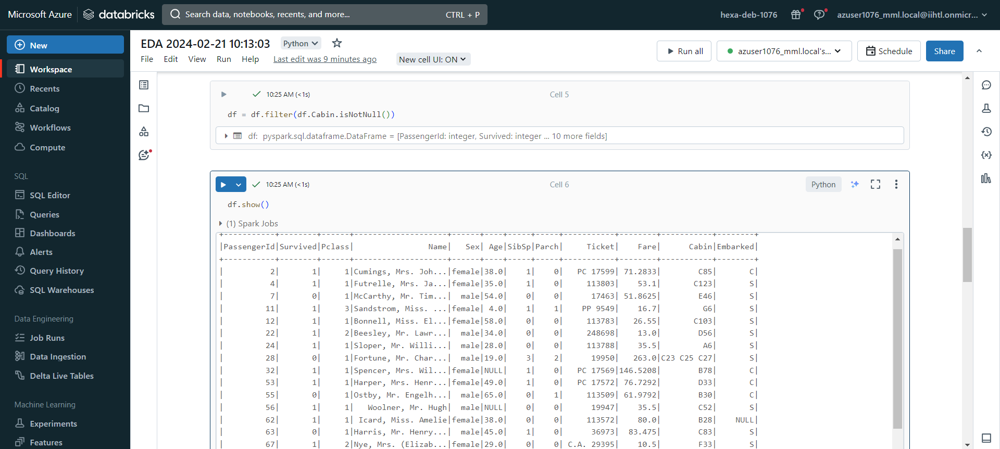 Microsoft Azure databricks Search data, notebooks, recents, and more... CTRL + P hexa-deb-1076 azuser1076_mml.local@iihtl.onmicr...
New
Workspace
Recents
Catalog
Workflows
Compute
SQL
SQL Editor
Queries
Dashboards
Alerts
Query History
SQL Warehouses
Data Engineering
Job Runs
Data Ingestion
Delta Live Tables
Machine Learning
Experiments
Features
EDA 2024-02-21 10:13:03 Python
File Edit View Run Help Last edit was 9 minutes ago New cell UI: ON
Run all azuser1076_mml.local's... Schedule Share
10:25 AM (<1s) Cell 5
df = df.filter(df.Cabin.isNotNull())
df: pyspark.sql.dataframe.DataFrame = [PassengerId: integer, Survived: integer ... 10 more fields]
10:25 AM (<1s) Cell 6 Python
df.show()
(1) Spark Jobs
+-----------+--------+------+--------------------+------+----+-----+-----+-----------+--------+-----------+--------+
|PassengerId|Survived|Pclass|                Name|   Sex| Age|SibSp|Parch|     Ticket|    Fare|      Cabin|Embarked|
+-----------+--------+------+--------------------+------+----+-----+-----+-----------+--------+-----------+--------+
|          2|       1|     1|Cumings, Mrs. Joh...|female|38.0|    1|    0|   PC 17599| 71.2833|        C85|       C|
|          4|       1|     1|Futrelle, Mrs. Ja...|female|35.0|    1|    0|     113803|    53.1|       C123|       S|
|          7|       0|     1|McCarthy, Mr. Tim...|  male|54.0|    0|    0|      17463| 51.8625|        E46|       S|
|         11|       1|     3|Sandstrom, Miss. ...|female| 4.0|    1|    1|    PP 9549|    16.7|         G6|       S|
|         12|       1|     1|Bonnell, Miss. El...|female|58.0|    0|    0|     113783|   26.55|       C103|       S|
|         22|       1|     2|Beesley, Mr. Lawr...|  male|34.0|    0|    0|     248698|    13.0|        D56|       S|
|         24|       1|     1|Sloper, Mr. Willi...|  male|28.0|    0|    0|     113788|    35.5|         A6|       S|
|         28|       0|     1|Fortune, Mr. Char...|  male|19.0|    3|    2|      19950|   263.0|C23 C25 C27|       S|
|         32|       1|     1|Spencer, Mrs. Wil...|female|NULL|    1|    0|   PC 17569|146.5208|        B78|       C|
|         53|       1|     1|Harper, Mrs. Henr...|female|49.0|    1|    0|   PC 17572| 76.7292|        D33|       C|
|         55|       0|     1|Ostby, Mr. Engelh...|  male|65.0|    0|    1|     113509| 61.9792|        B30|       C|
|         56|       1|     1|   Woolner, Mr. Hugh|  male|NULL|    0|    0|      19947|    35.5|        C52|       S|
|         62|       1|     1| Icard, Miss. Amelie|female|38.0|    0|    0|     113572|    80.0|        B28|    NULL|
|         63|       0|     1|Harris, Mr. Henry...|  male|45.0|    1|    0|      36973|  83.475|        C83|       S|
|         67|       1|     2|Nye, Mrs. (Elizab...|female|29.0|    0|    0| C.A. 29395|    10.5|        F33|       S|